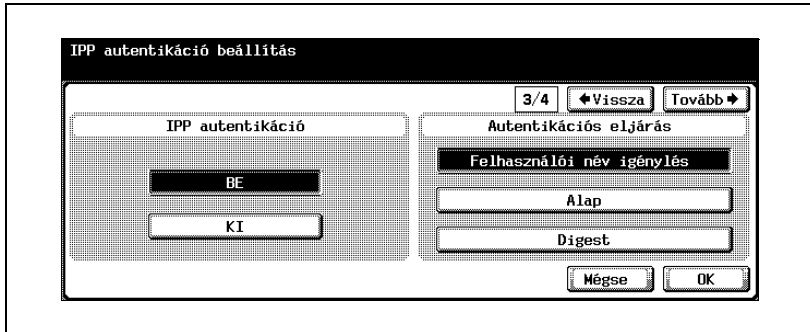 IPP autentikáció beállítás
3/4 ←Vissza Tovább→
IPP autentikáció
Autentikációs eljárás
BE
KI
Felhasználói név igénylés
Alap
Digest
Mégse OK